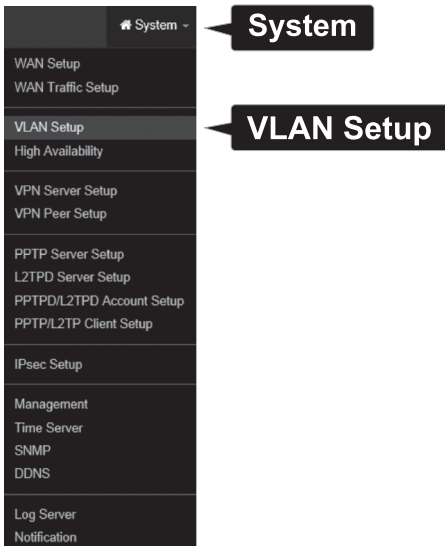 System
System
WAN Setup
WAN Traffic Setup
VLAN Setup
VLAN Setup
High Availability
VPN Server Setup
VPN Peer Setup
PPTP Server Setup
L2TPD Server Setup
PPTPD/L2TPD Account Setup
PPTP/L2TP Client Setup
IPsec Setup
Management
Time Server
SNMP
DDNS
Log Server
Notification